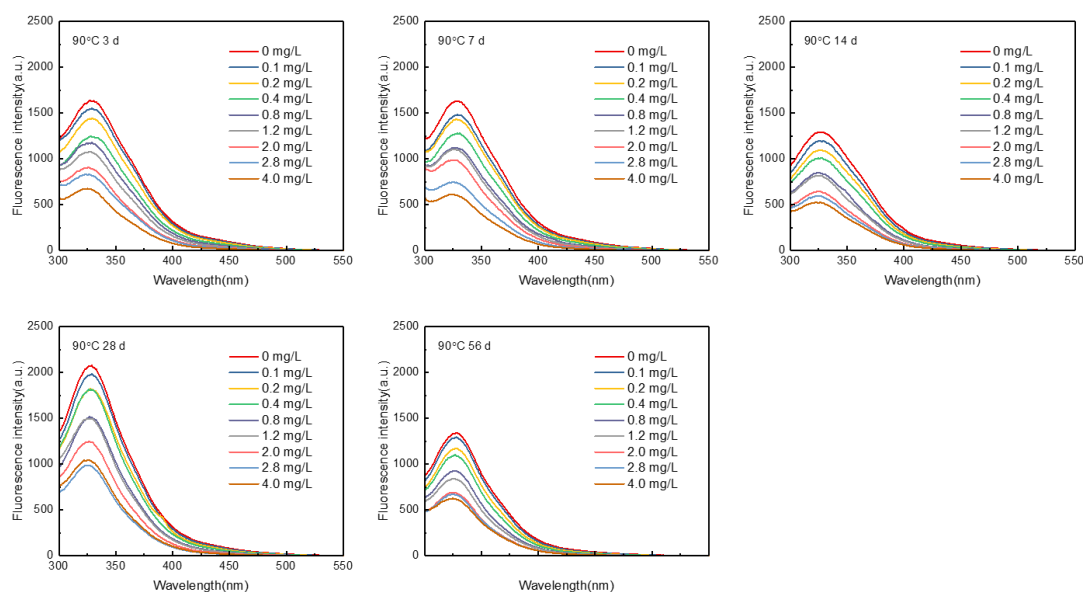 Fluorescence intensity(a.u.)
2500
2000
1500
1000
500
0
90°C 3 d
0 mg/L
0.1 mg/L
0.2 mg/L
0.4 mg/L
0.8 mg/L
1.2 mg/L
2.0 mg/L
2.8 mg/L
4.0 mg/L
300 350 400 450 500 550
Wavelength(nm)
Fluorescence intensity(a.u.)
2500
2000
1500
1000
500
0
90°C 7 d
0 mg/L
0.1 mg/L
0.2 mg/L
0.4 mg/L
0.8 mg/L
1.2 mg/L
2.0 mg/L
2.8 mg/L
4.0 mg/L
300 350 400 450 500 550
Wavelength(nm)
Fluorescence intensity(a.u.)
2500
2000
1500
1000
500
0
90°C 14 d
0 mg/L
0.1 mg/L
0.2 mg/L
0.4 mg/L
0.8 mg/L
1.2 mg/L
2.0 mg/L
2.8 mg/L
4.0 mg/L
300 350 400 450 500 550
Wavelength(nm)
Fluorescence intensity(a.u.)
2500
2000
1500
1000
500
0
90°C 28 d
0 mg/L
0.1 mg/L
0.2 mg/L
0.4 mg/L
0.8 mg/L
1.2 mg/L
2.0 mg/L
2.8 mg/L
4.0 mg/L
300 350 400 450 500 550
Wavelength(nm)
Fluorescence intensity(a.u.)
2500
2000
1500
1000
500
0
90°C 56 d
0 mg/L
0.1 mg/L
0.2 mg/L
0.4 mg/L
0.8 mg/L
1.2 mg/L
2.0 mg/L
2.8 mg/L
4.0 mg/L
300 350 400 450 500 550
Wavelength(nm)